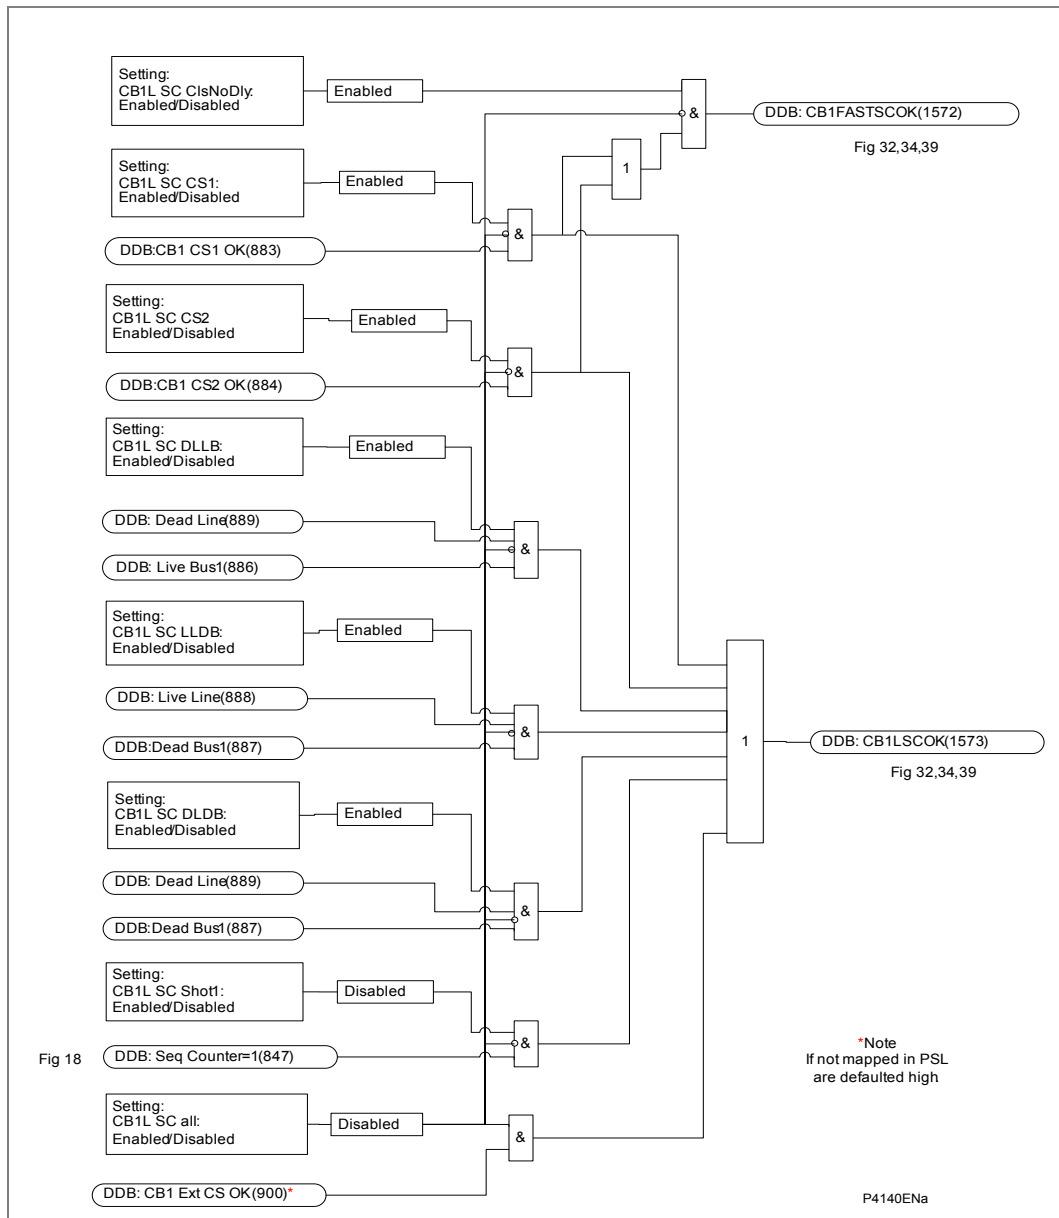 Setting:
CB1L SC ClsNoDly:
Enabled/Disabled
Enabled
&
DDB: CB1FASTSCOK(1572)
Fig 32,34,39
1
Setting:
CB1L SC CS1:
Enabled/Disabled
Enabled
DDB:CB1 CS1 OK(883)
&
Setting:
CB1L SC CS2
Enabled/Disabled
Enabled
DDB:CB1 CS2 OK(884)
&
Setting:
CB1L SC DLLB:
Enabled/Disabled
Enabled
DDB: Dead Line(889)
DDB: Live Bus1(886)
&
Setting:
CB1L SC LLDB:
Enabled/Disabled
Enabled
DDB: Live Line(888)
DDB:Dead Bus1(887)
&
1
DDB: CB1LSCOK(1573)
Fig 32,34,39
Setting:
CB1L SC DLDB:
Enabled/Disabled
Enabled
DDB: Dead Line(889)
DDB:Dead Bus1(887)
&
Setting:
CB1L SC Shot1:
Enabled/Disabled
Disabled
Fig 18
DDB: Seq Counter=1(847)
&
*Note
If not mapped in PSL
are defaulted high
Setting:
CB1L SC all:
Enabled/Disabled
Disabled
&
DDB: CB1 Ext CS OK(900)*
P4140ENa